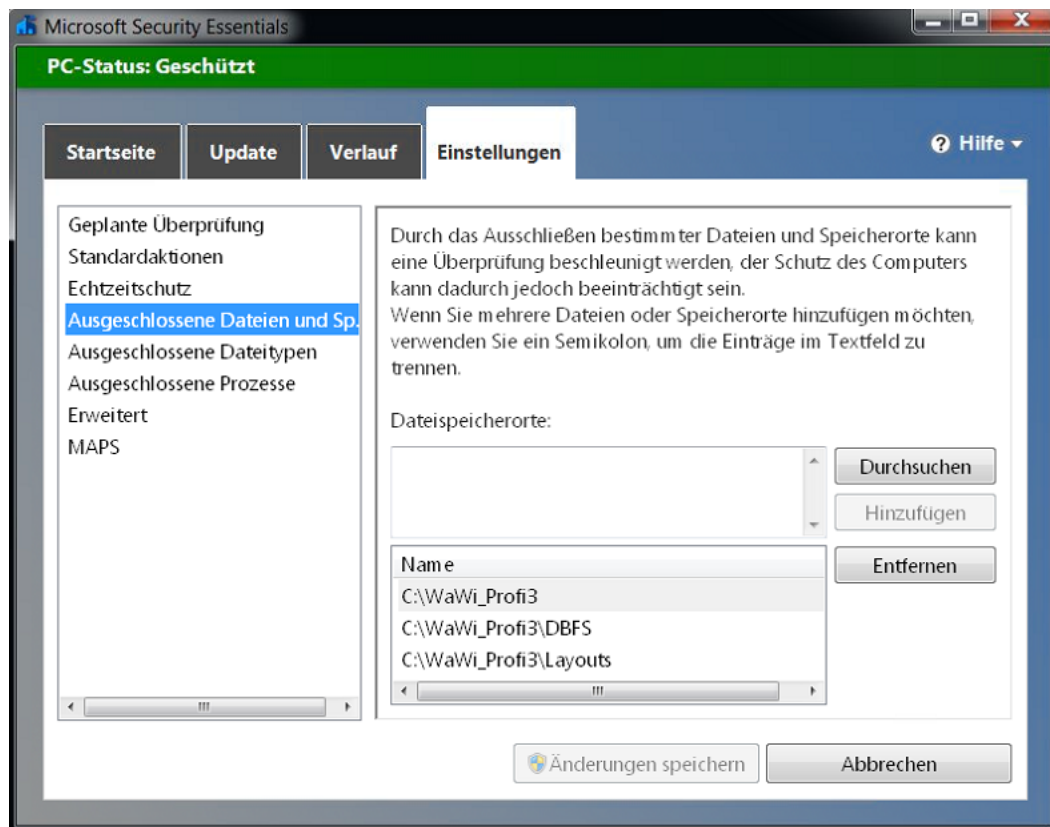 Microsoft Security Essentials
PC-Status: Geschützt
Startseite
Update
Verlauf
Einstellungen
Hilfe
Geplante Überprüfung
Standardaktionen
Echtzeitschutz
Ausgeschlossene Dateien und Sp.
Ausgeschlossene Dateitypen
Ausgeschlossene Prozesse
Erweitert
MAPS
Durch das Ausschließen bestimmter Dateien und Speicherorte kann
eine Überprüfung beschleunigt werden, der Schutz des Computers
kann dadurch jedoch beeinträchtigt sein.
Wenn Sie mehrere Dateien oder Speicherorte hinzufügen möchten,
verwenden Sie ein Semikolon, um die Einträge im Textfeld zu
trennen.
Dateispeicherorte:
Durchsuchen
Hinzufügen
Name
Entfernen
C:\WaWi_Profi3
C:\WaWi_Profi3\DBFS
C:\WaWi_Profi3\Layouts
Änderungen speichern
Abbrechen